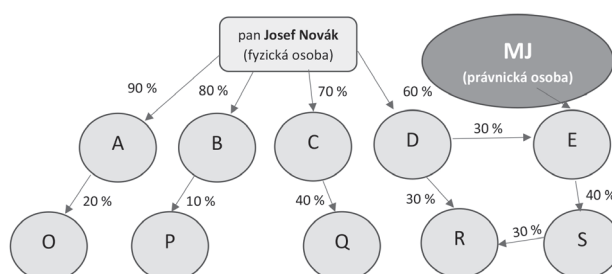 pan Josef Novák
(fyzická osoba)
MJ
(právnická osoba)
90 %
80 %
70 %
60 %
A
B
C
D
30 %
E
20 %
10 %
40 %
30 %
40 %
30 %
O
P
Q
R
S